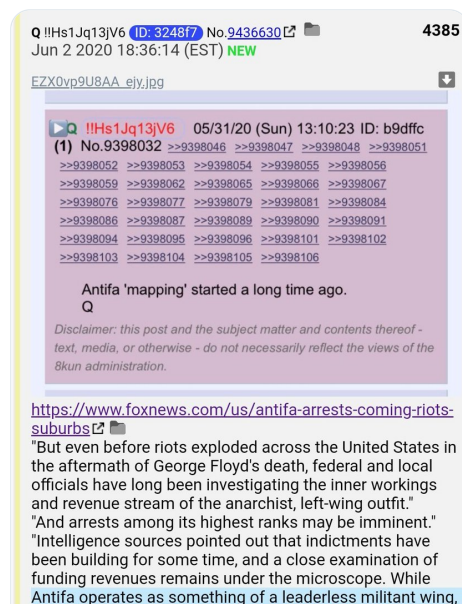 Q !!Hs1Jq13jV6 ID: 3248f7 No.9436630 4385
Jun 2 2020 18:36:14 (EST) NEW
EZX0vp9U8AA_ejy.jpg
Q !!Hs1Jq13jV6 05/31/20 (Sun) 13:10:23 ID: b9dffc
(1) No.9398032 >>9398046 >>9398047 >>9398048 >>9398051
>>9398052 >>9398053 >>9398054 >>9398055 >>9398056
>>9398059 >>9398062 >>9398065 >>9398066 >>9398067
>>9398076 >>9398077 >>9398079 >>9398081 >>9398084
>>9398086 >>9398087 >>9398089 >>9398090 >>9398091
>>9398094 >>9398095 >>9398096 >>9398101 >>9398102
>>9398103 >>9398104 >>9398105 >>9398106
Antifa 'mapping' started a long time ago.
Q
Disclaimer: this post and the subject matter and contents thereof -
text, media, or otherwise - do not necessarily reflect the views of the
8kun administration.
https://www.foxnews.com/us/antifa-arrests-coming-riots-
suburbs
"But even before riots exploded across the United States in
the aftermath of George Floyd's death, federal and local
officials have long been investigating the inner workings
and revenue stream of the anarchist, left-wing outfit."
"And arrests among its highest ranks may be imminent."
"Intelligence sources pointed out that indictments have
been building for some time, and a close examination of
funding revenues remains under the microscope. While
Antifa operates as something of a leaderless militant wing,